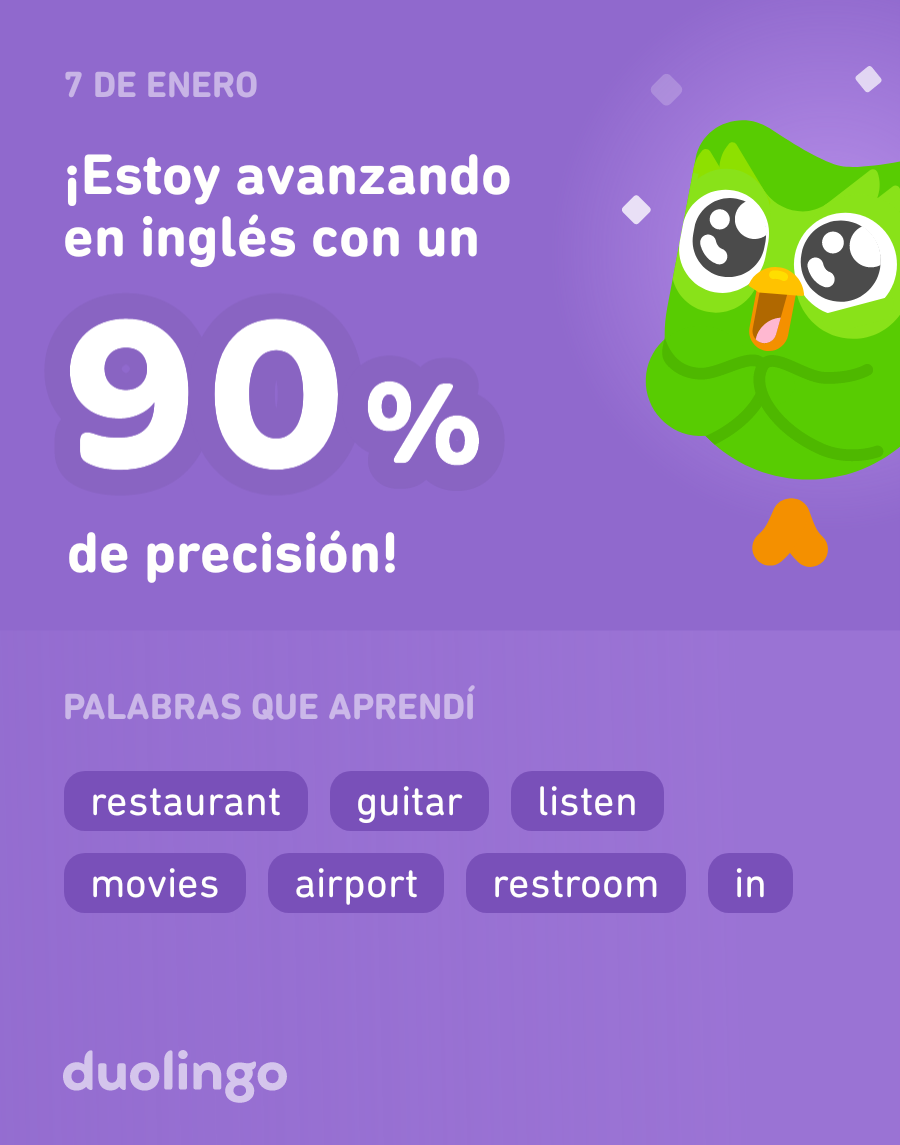 7 DE ENERO
¡Estoy avanzando
en inglés con un
90%
de precisión!
PALABRAS QUE APRENDÍ
restaurant guitar listen
movies airport restroom in
duolingo